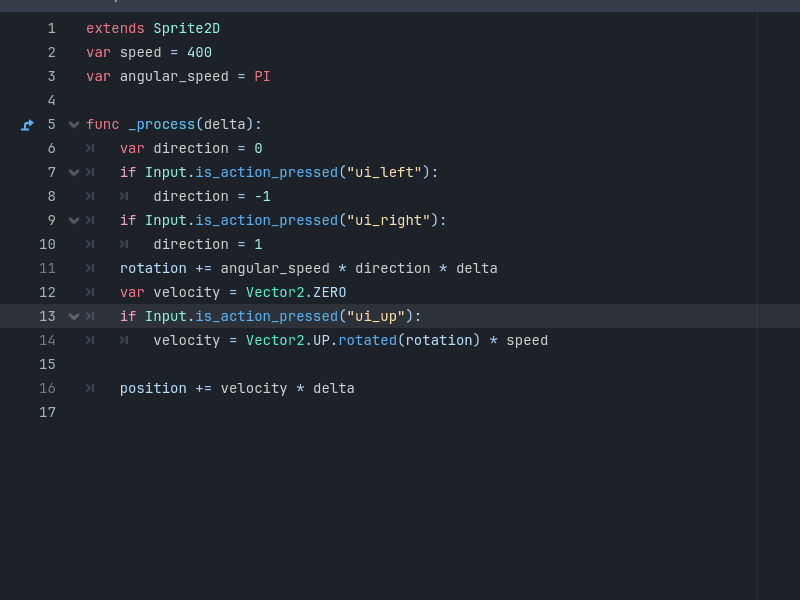 1 extends Sprite2D
2 var speed = 400
3 var angular_speed = PI
4
5 func _process(delta):
6 var direction = 0
7 if Input.is_action_pressed("ui_left"):
8 direction = -1
9 if Input.is_action_pressed("ui_right"):
10 direction = 1
11 rotation += angular_speed * direction * delta
12 var velocity = Vector2.ZERO
13 if Input.is_action_pressed("ui_up"):
14 velocity = Vector2.UP.rotated(rotation) * speed
15
16 position += velocity * delta
17